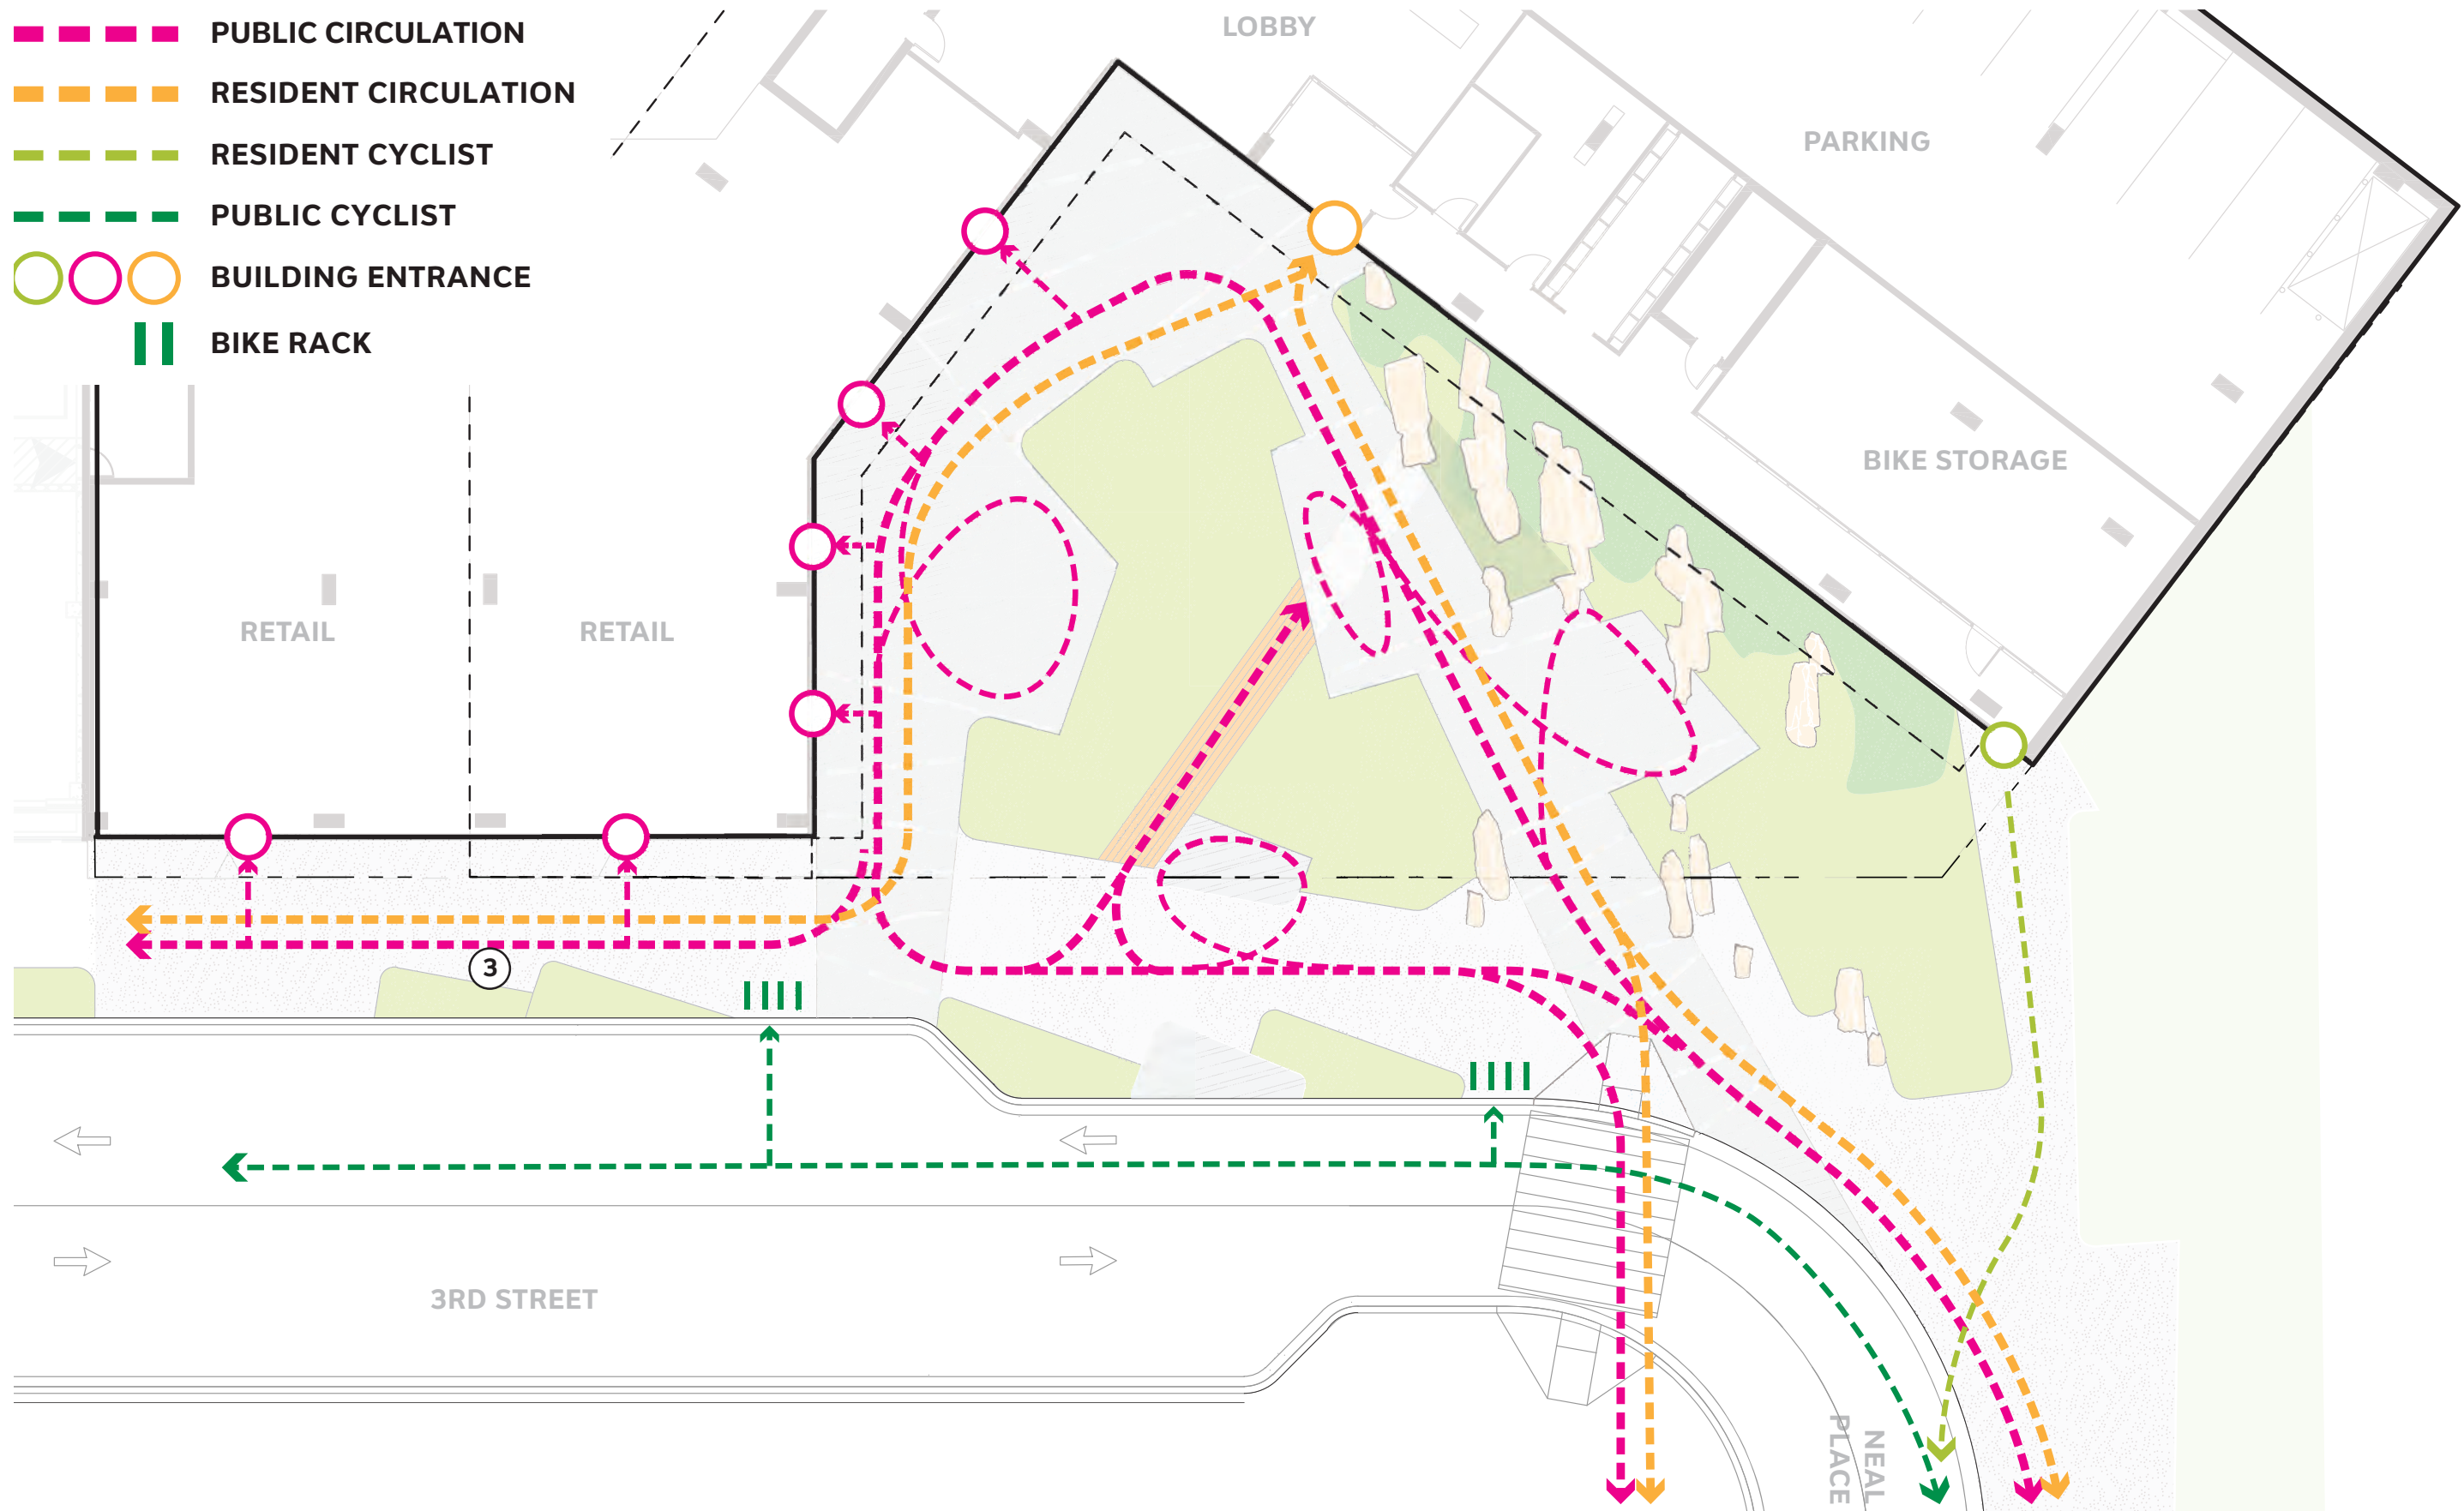 PUBLIC CIRCULATION
RESIDENT CIRCULATION
RESIDENT CYCLIST
PUBLIC CYCLIST
BUILDING ENTRANCE
BIKE RACK
LOBBY
PARKING
BIKE STORAGE
RETAIL
RETAIL
3
3RD STREET
NEAL
PLACE